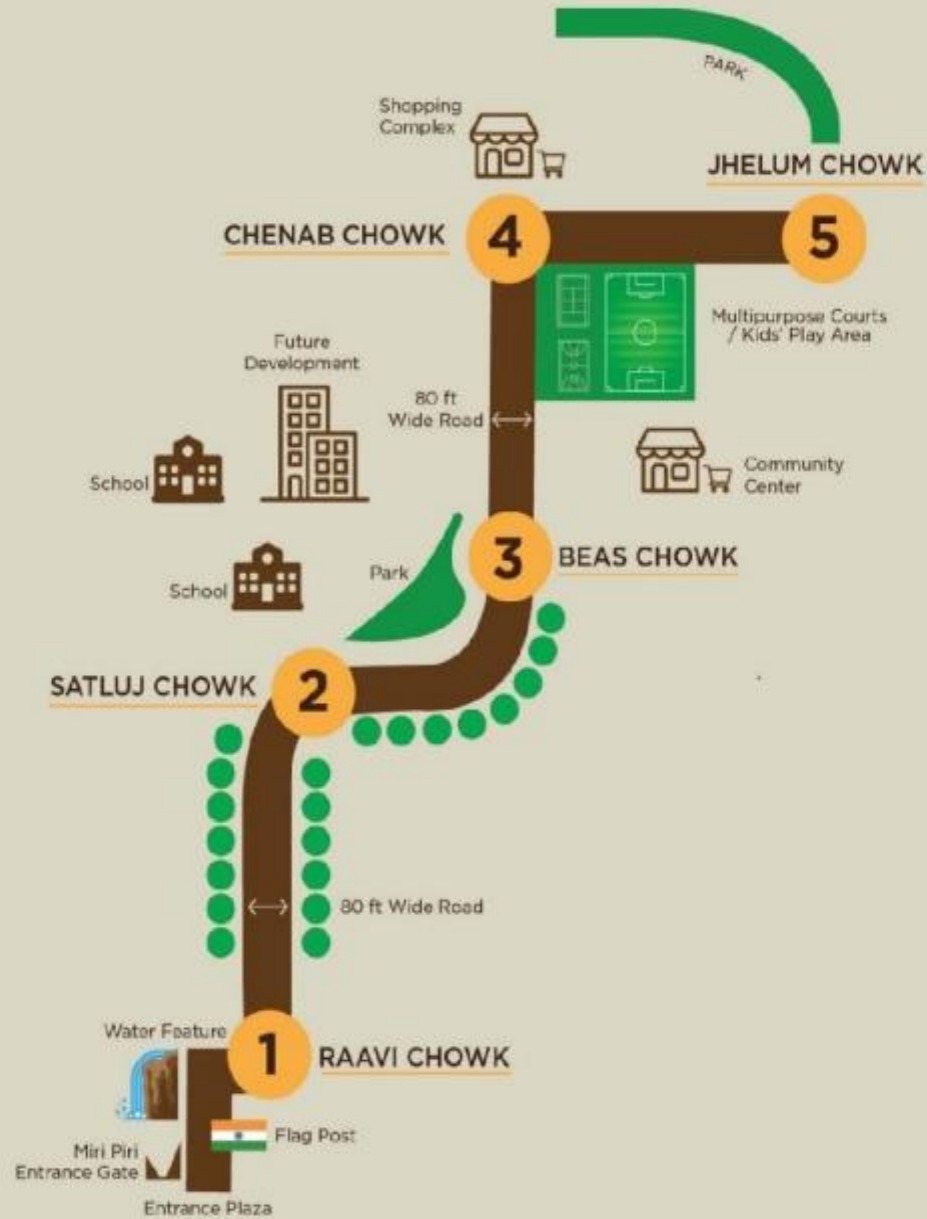 PARK
Shopping
Complex
JHELUM CHOWK
CHENAB CHOWK
4
5
Multipurpose Courts
/ Kids' Play Area
Future
Development
80 ft
Wide Road
School
Community
Center
3
BEAS CHOWK
Park
School
SATLUJ CHOWK
2
80 ft Wide Road
Water Feature
1
RAAVI CHOWK
Flag Post
Miri Piri
Entrance Gate
Entrance Plaza